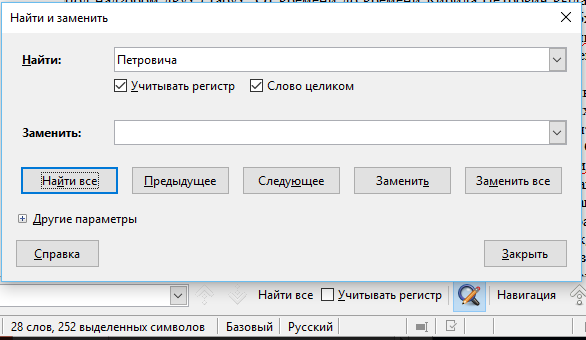 Найти и заменить
Найти:
Петровича
Учитывать регистр
Слово целиком
Заменить:
Найти все
Предыдущее
Следующее
Заменить
Заменить все
Другие параметры
Справка
Закрыть
Найти все
Учитывать регистр
Навигация
28 слов, 252 выделенных символов
Базовый
Русский